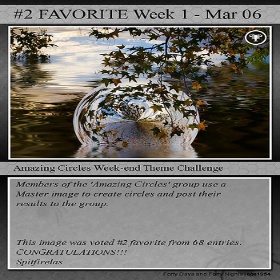 #2 FAVORITE Week 1 - Mar 06
Amazing Circles Week-end Theme Challenge
Members of the 'Amazing Circles' group use a
Master image to create circles and post their
results to the group.
This image was voted #2 favorite from 68 entries.
CONGRATULATIONS!!!
Spitfirelas